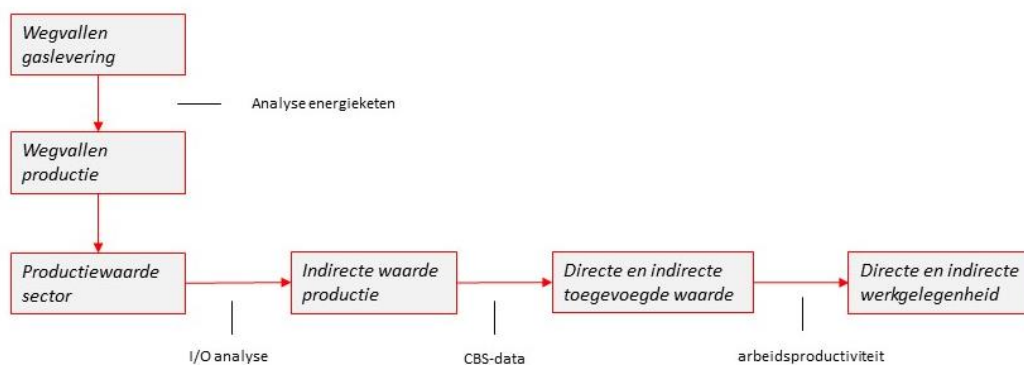 Wegvallen
gaslevering
Analyse energieketen
Wegvallen
productie
Productiewaarde
sector
Indirecte waarde
productie
Directe en indirecte
toegevoegde waarde
Directe en indirecte
werkgelegenheid
I/O analyse
CBS-data
arbeidsproductiviteit